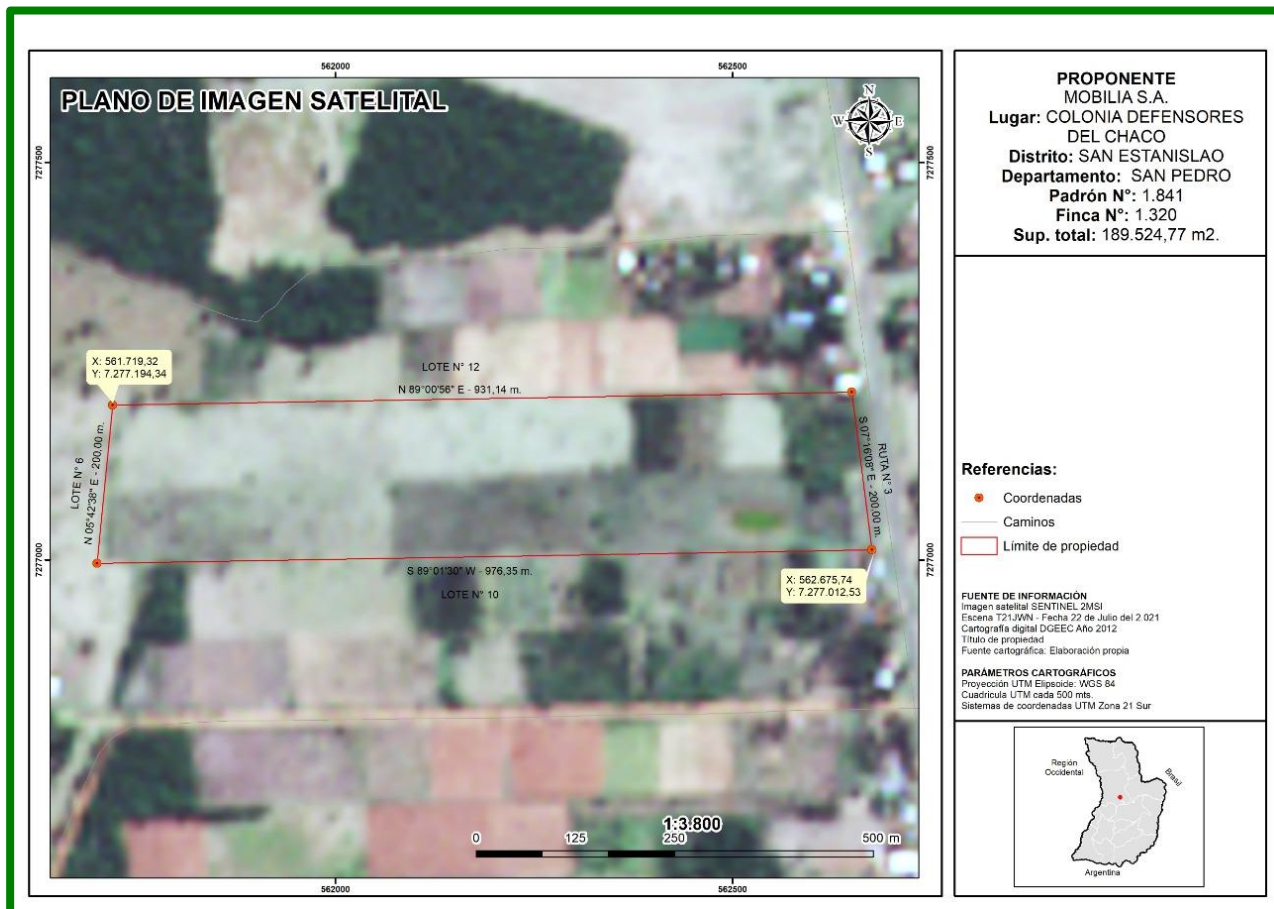 562000
562500
PLANO DE IMAGEN SATELITAL
N
W
E
S
7277500
7277500
X: 561.719,32
Y: 7.277.194,34
LOTE N° 12
N 89°00'56" E - 931,14 m.
LOTE N° 6
N 05°42'38" E - 200,00 m.
S 07°16'08" E - 200,00 m.
RUTA N° 3
7277000
7277000
S 89°01'30" W - 976,35 m.
LOTE N° 10
X: 562.675,74
Y: 7.277.012,53
1:3.800
0
125
250
500 m
562000
562500
PROPONENTE
MOBILIA S.A.
Lugar: COLONIA DEFENSORES
DEL CHACO
Distrito: SAN ESTANISLAO
Departamento: SAN PEDRO
Padrón N°: 1.841
Finca N°: 1.320
Sup. total: 189.524,77 m2.
Referencias:
Coordenadas
Caminos
Límite de propiedad
FUENTE DE INFORMACIÓN
Imagen satelital SENTINEL 2MSI
Escena T21JWN - Fecha 22 de Julio del 2.021
Cartografía digital DGEEC Año 2012
Título de propiedad
Fuente cartográfica: Elaboración propia
PARÁMETROS CARTOGRÁFICOS
Proyección UTM Elipsoide: WGS 84
Cuadricula UTM cada 500 mts.
Sistemas de coordenadas UTM Zona 21 Sur
Región
Occidental
Brasil
Argentina